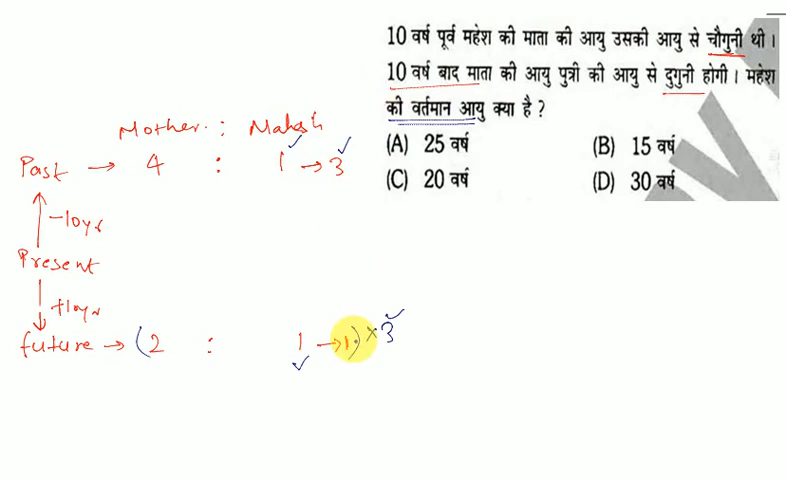 10 वर्ष पूर्व महेश की माता की आयु उसकी आयु से चौगुनी थी।
10 वर्ष बाद माता की आयु पुत्री की आयु से दुगुनी होगी। महेश
की वर्तमान आयु क्या है ?
(A) 25 वर्ष (B) 15 वर्ष
(C) 20 वर्ष (D) 30 वर्ष
Mother : Mahesh
Past → 4 : 1 → 3
-10yr
Present
+10yr
future → (2 : 1 → 1) × 3